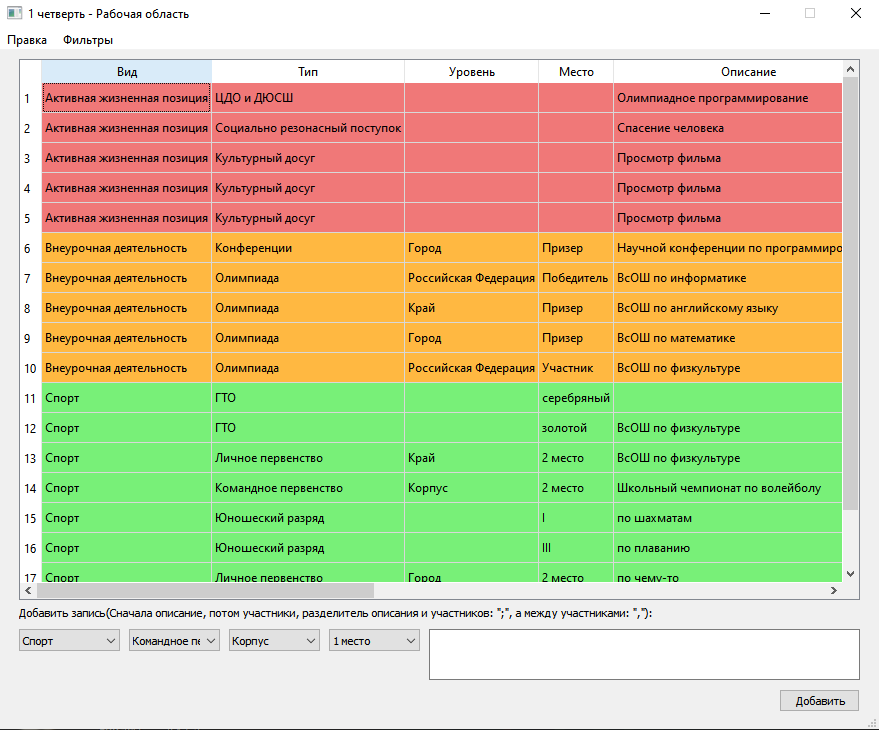 1 четверть - Рабочая область
Правка Фильтры
Вид Тип Уровень Место Описание
1 Активная жизненная позиция ЦДО и ДЮСШ Олимпиадное программирование
2 Активная жизненная позиция Социально резонасный поступок Спасение человека
3 Активная жизненная позиция Культурный досуг Просмотр фильма
4 Активная жизненная позиция Культурный досуг Просмотр фильма
5 Активная жизненная позиция Культурный досуг Просмотр фильма
6 Внеурочная деятельность Конференции Город Призер Научной конференции по программиро
7 Внеурочная деятельность Олимпиада Российская Федерация Победитель ВсОШ по информатике
8 Внеурочная деятельность Олимпиада Край Призер ВсОШ по английскому языку
9 Внеурочная деятельность Олимпиада Город Призер ВсОШ по математике
10 Внеурочная деятельность Олимпиада Российская Федерация Участник ВсОШ по физкультуре
11 Спорт ГТО серебряный
12 Спорт ГТО золотой ВсОШ по физкультуре
13 Спорт Личное первенство Край 2 место ВсОШ по физкультуре
14 Спорт Командное первенство Корпус 2 место Школьный чемпионат по волейболу
15 Спорт Юношеский разряд I по шахматам
16 Спорт Юношеский разряд III по плаванию
17 Спорт Личное первенство Город 2 место по чему-то
Добавить запись(Сначала описание, потом участники, разделитель описания и участников: ";", а между участниками: ","):
Спорт Командное пе Корпус 1 место
Добавить